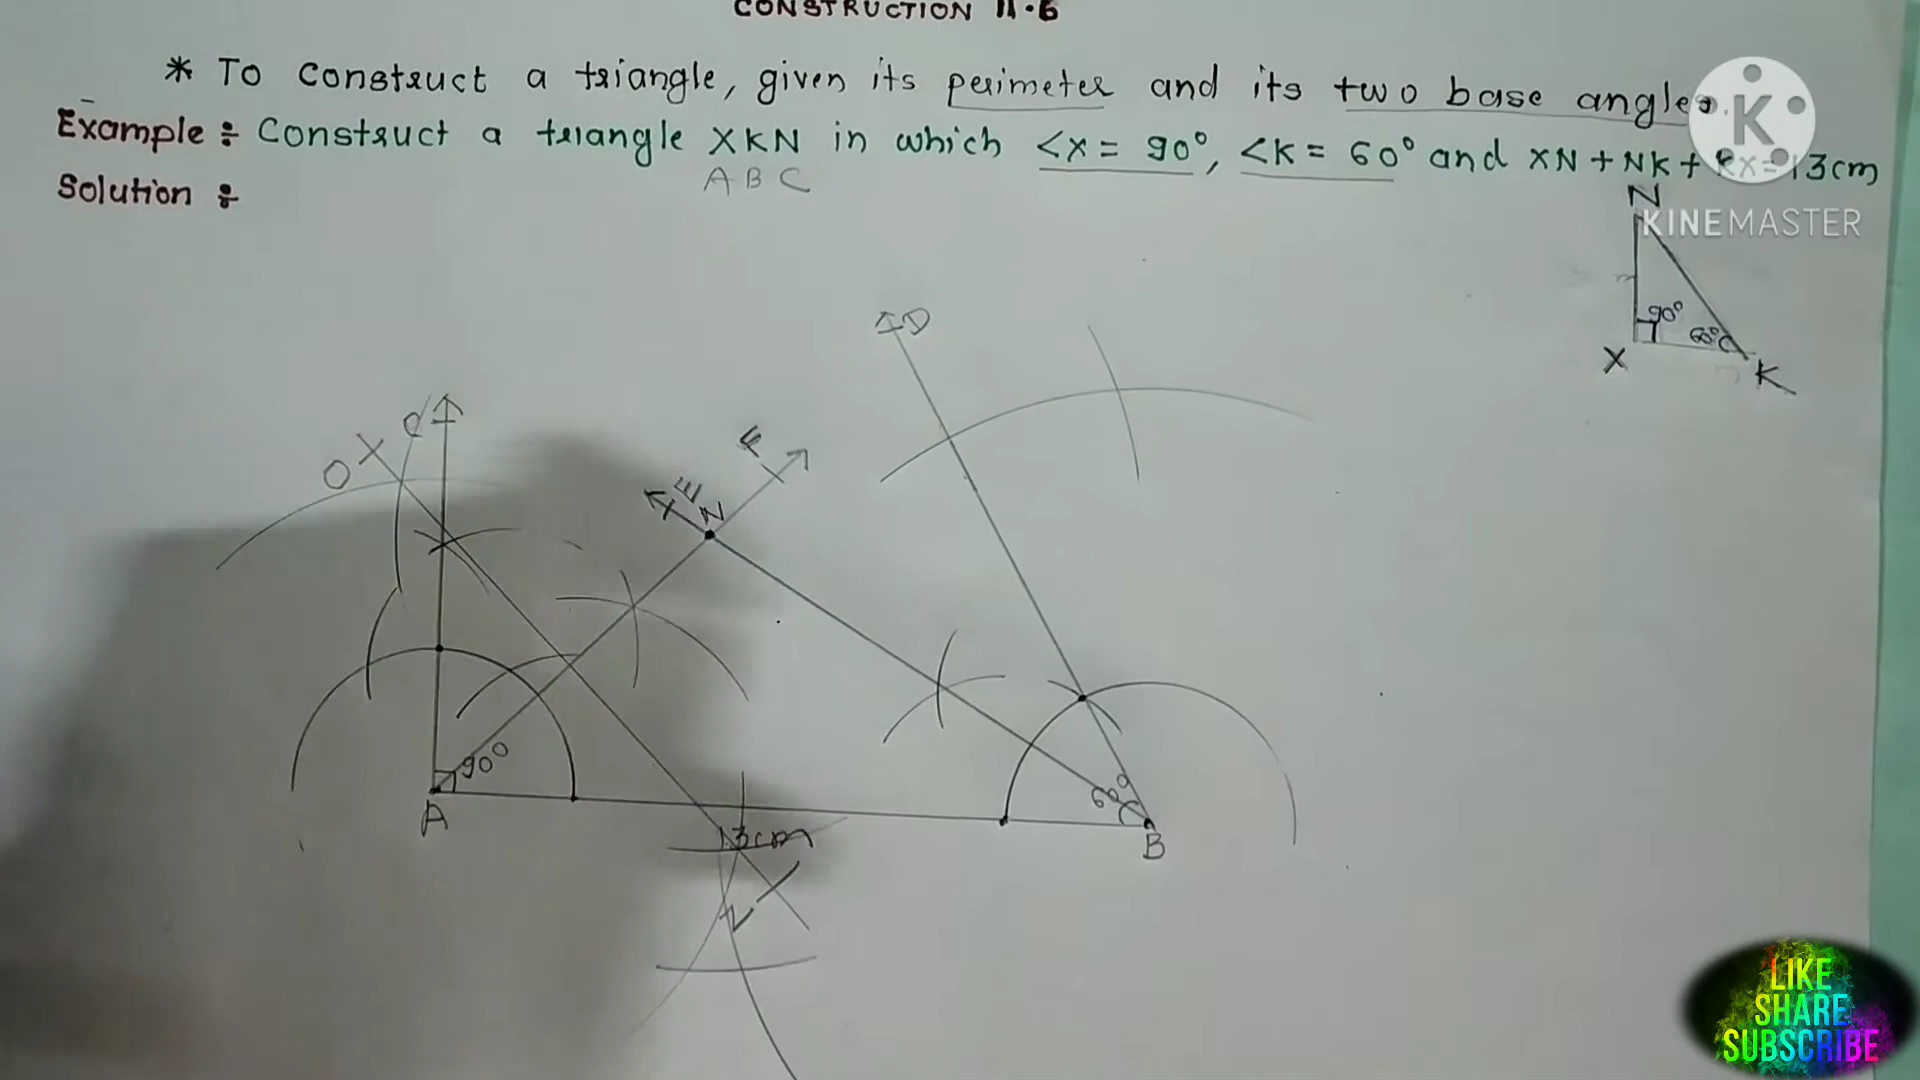 CONSTRUCTION 11.6
* To construct a triangle, given its perimeter and its two base angles.
Example ÷ Construct a triangle XKN in which <X = 90°, <K = 60° and XN + NK + KX = 13cm
A B C
Solution ÷
K
KINEMASTER
N
90°
60°
X
K
D
C
O
F
E
N
90°
60°
A
13cm
B
LIKE
SHARE
SUBSCRIBE